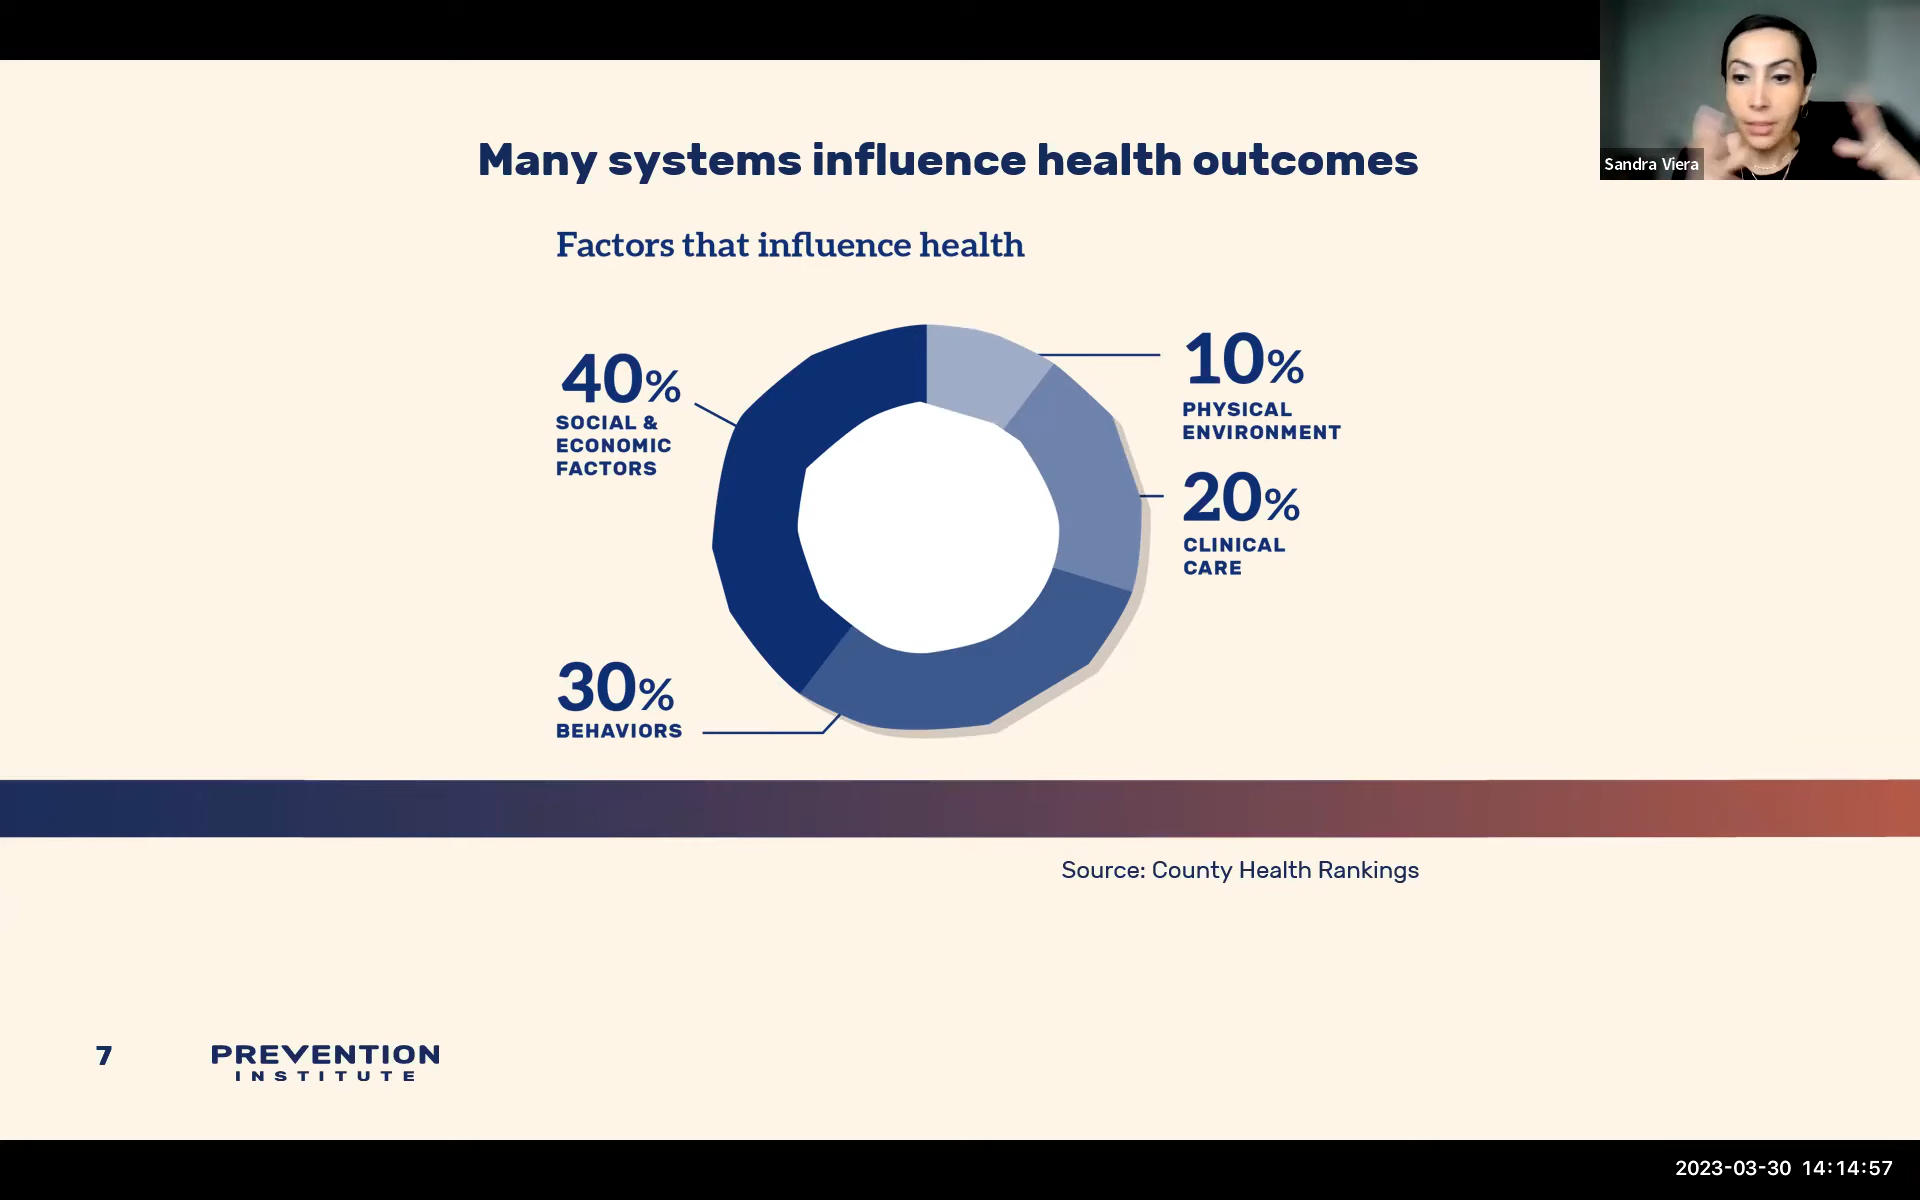 Many systems influence health outcomes
Sandra Viera
Factors that influence health
40%
SOCIAL &
ECONOMIC
FACTORS
10%
PHYSICAL
ENVIRONMENT
20%
CLINICAL
CARE
30%
BEHAVIORS
Source: County Health Rankings
7
PREVENTION
INSTITUTE
2023-03-30 14:14:57